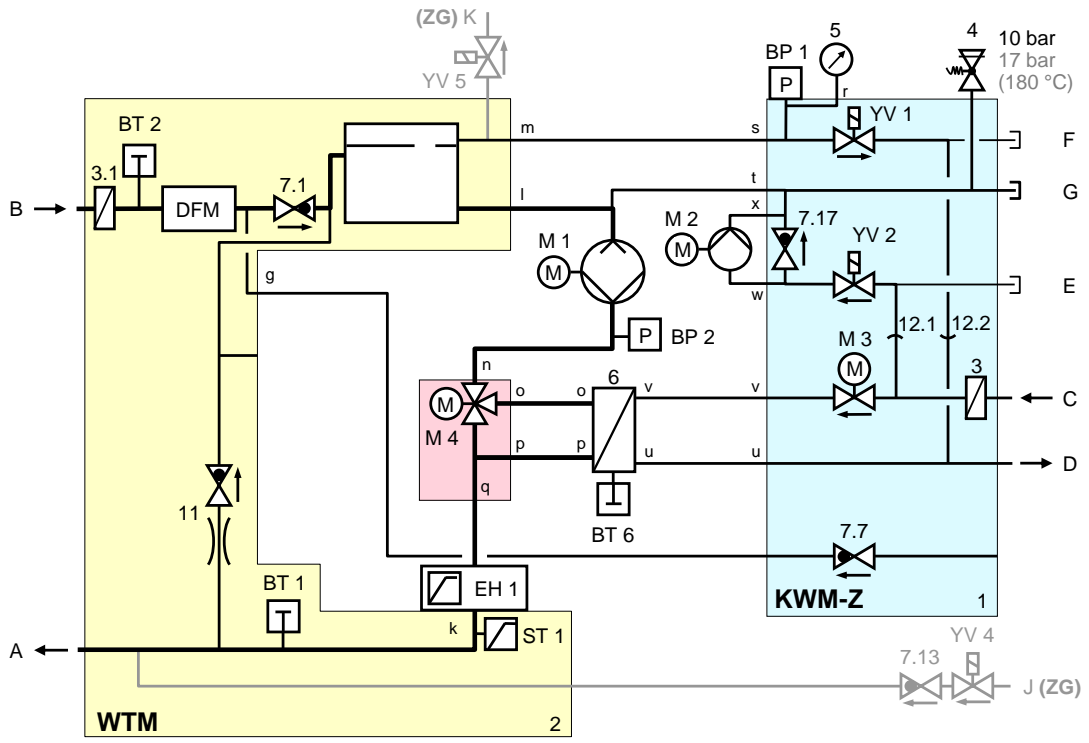 (ZG) K
YV 5
BP 1
P
5
r
4
10 bar
17 bar
(180 °C)
BT 2
3.1
m
s
YV 1
F
B
DFM
7.1
l
t
G
x
M 2
M
7.17
YV 2
M 1
M
g
w
E
P
BP 2
12.1
12.2
M 3
M
n
6
3
M
o
o
v
v
C
M 4
p
p
u
u
D
q
BT 6
11
7.7
BT 1
EH 1
KWM-Z
1
k
ST 1
A
7.13
YV 4
J (ZG)
WTM
2